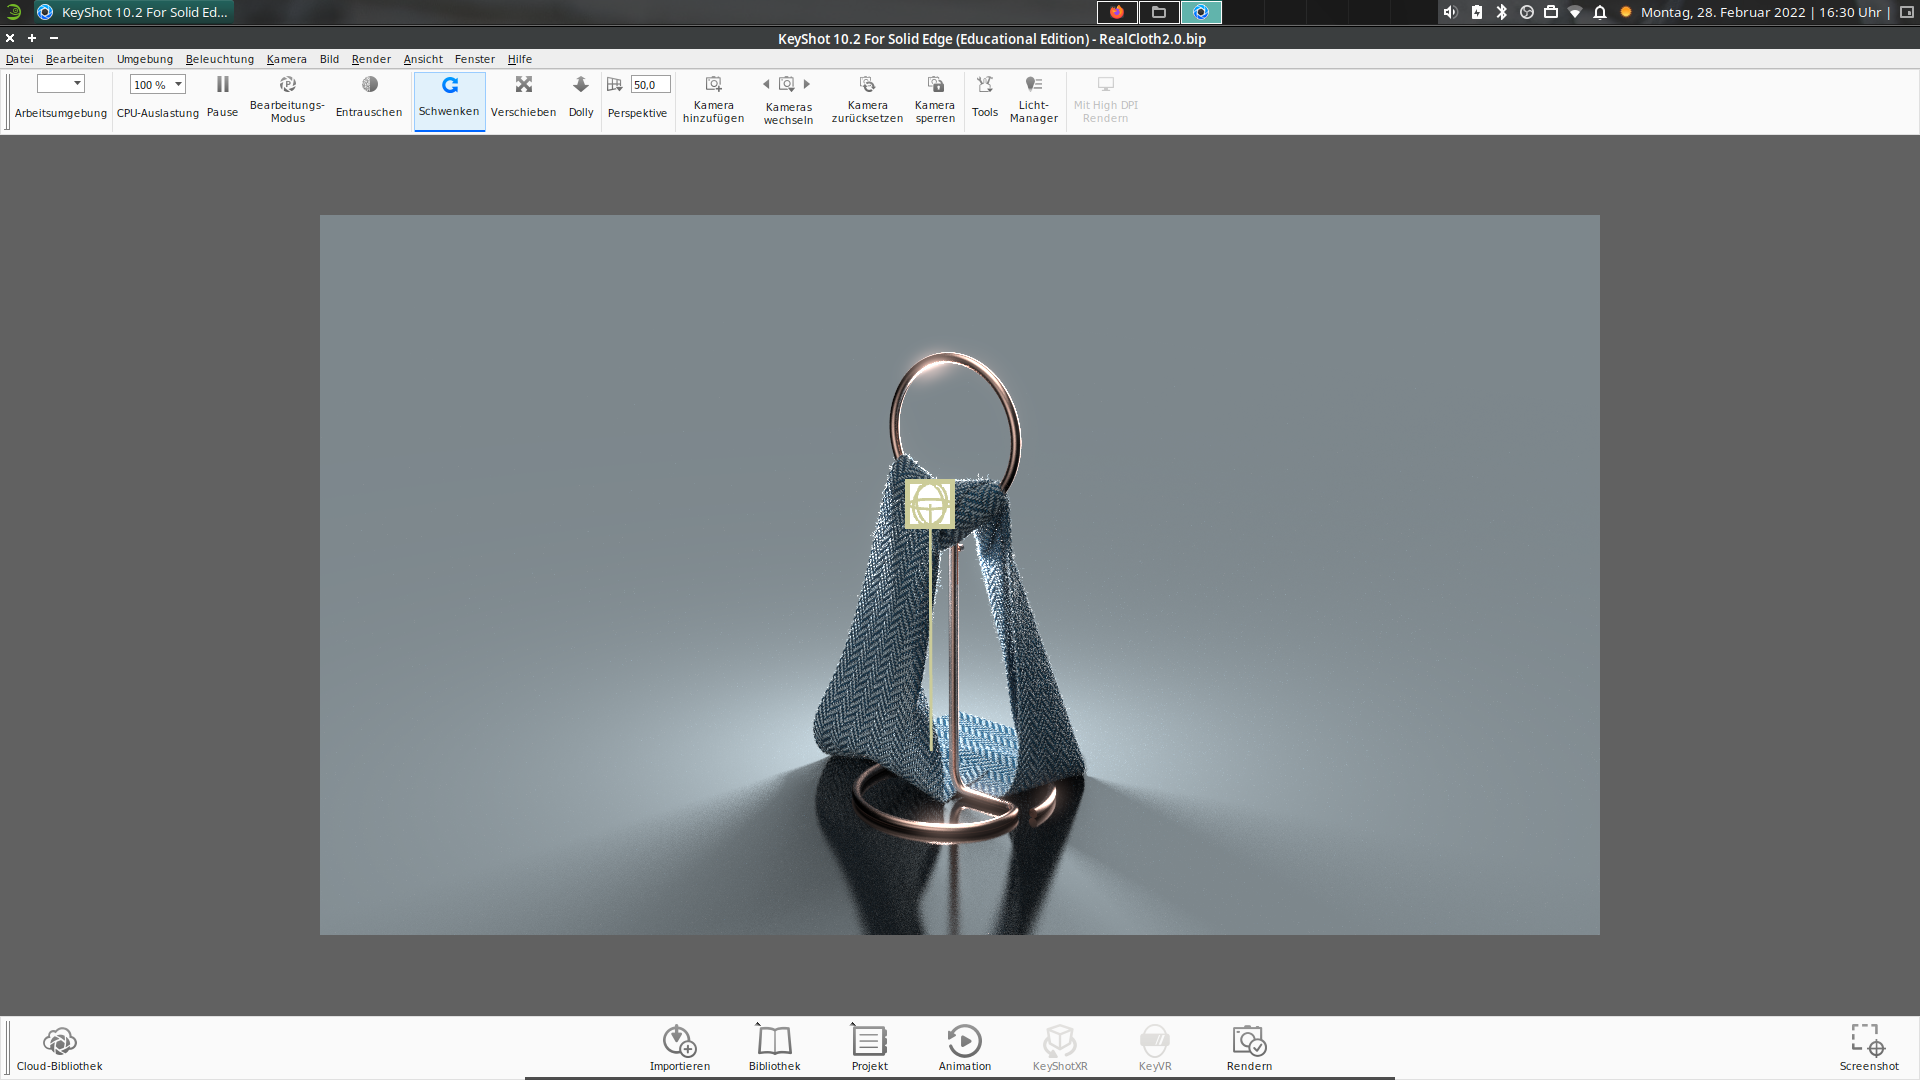 KeyShot 10.2 For Solid Ed...
Montag, 28. Februar 2022 | 16:30 Uhr |
KeyShot 10.2 For Solid Edge (Educational Edition) - RealCloth2.0.bip
Datei Bearbeiten Umgebung Beleuchtung Kamera Bild Render Ansicht Fenster Hilfe
Arbeitsumgebung
100 %
CPU-Auslastung
Pause
Bearbeitungs-
Modus
Entrauschen
Schwenken
Verschieben
Dolly
50,0
Perspektive
Kamera
hinzufügen
Kameras
wechseln
Kamera
zurücksetzen
Kamera
sperren
Tools
Licht-
Manager
Mit High DPI
Rendern
Cloud-Bibliothek
Importieren
Bibliothek
Projekt
Animation
KeyShotXR
KeyVR
Rendern
Screenshot